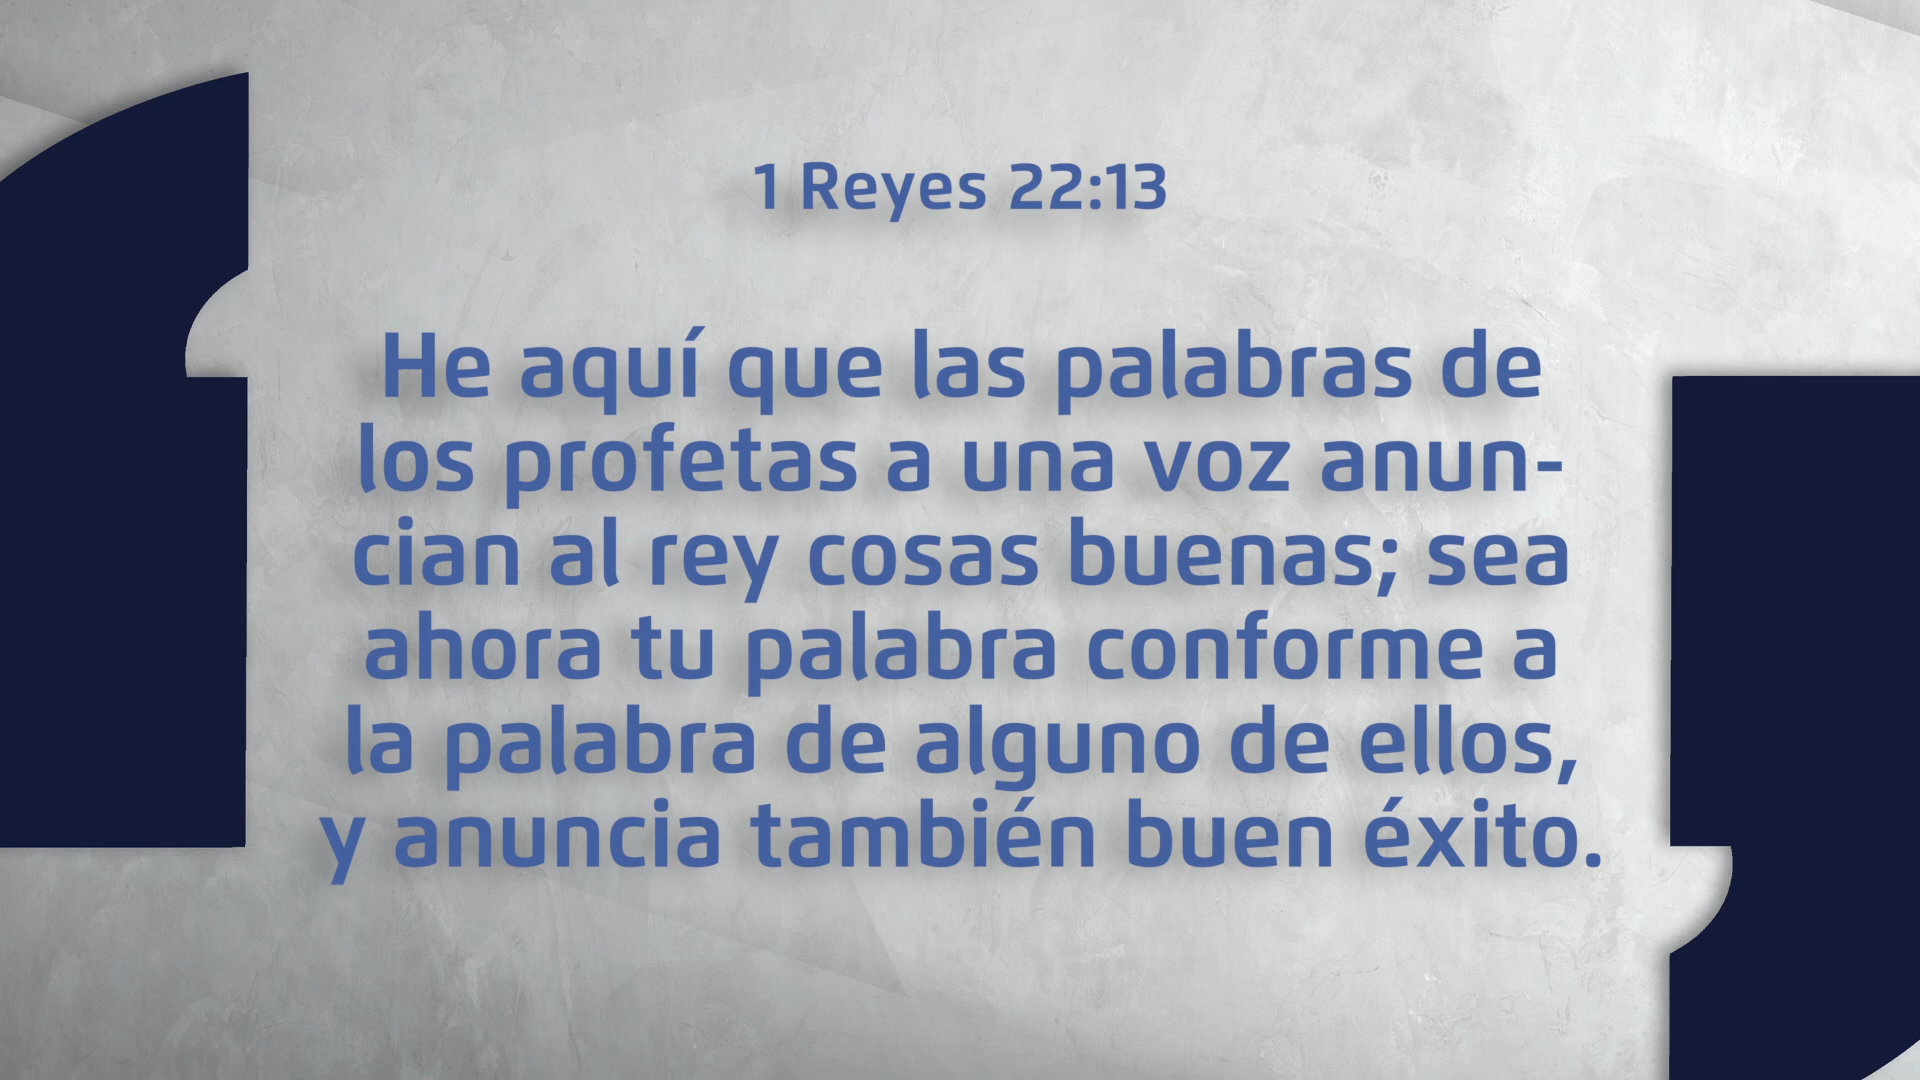 1 Reyes 22:13
He aquí que las palabras de
los profetas a una voz anun-
cian al rey cosas buenas; sea
ahora tu palabra conforme a
la palabra de alguno de ellos,
y anuncia también buen éxito.